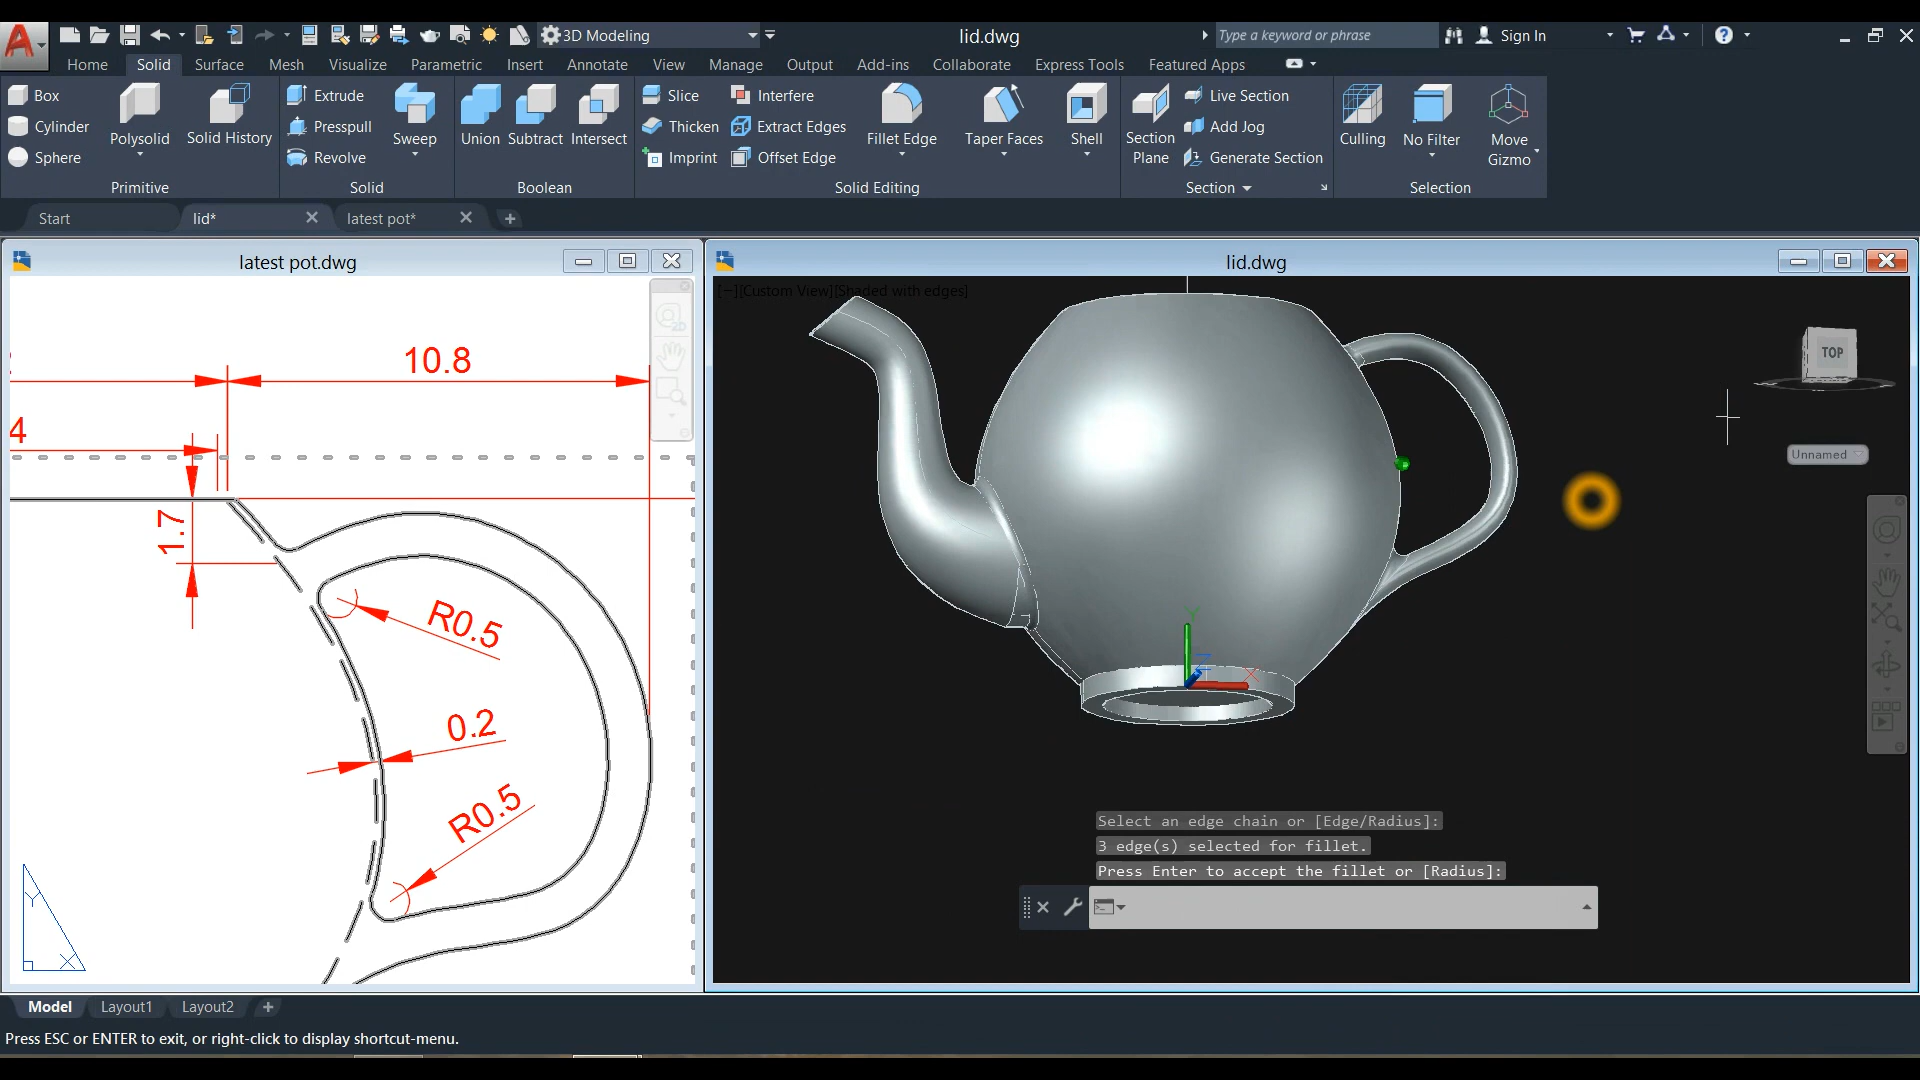 3D Modeling
lid.dwg
Type a keyword or phrase
Sign In
Home Solid Surface Mesh Visualize Parametric Insert Annotate View Manage Output Add-ins Collaborate Express Tools Featured Apps
Box
Cylinder
Sphere
Polysolid
Solid History
Primitive
Extrude
Presspull
Revolve
Sweep
Solid
Union
Subtract
Intersect
Boolean
Slice
Thicken
Imprint
Interfere
Extract Edges
Offset Edge
Fillet Edge
Taper Faces
Shell
Solid Editing
Section
Plane
Live Section
Add Jog
Generate Section
Section
Culling
No Filter
Move
Gizmo
Selection
Start
lid*
latest pot*
latest pot.dwg
lid.dwg
[−][Custom View][Shaded with edges]
2D
10.8
4
1.7
R0.5
0.2
R0.5
Y
X
TOP
Unnamed
Y
Z
X
Select an edge chain or [Edge/Radius]:
3 edge(s) selected for fillet.
Press Enter to accept the fillet or [Radius]:
Model Layout1 Layout2
Press ESC or ENTER to exit, or right-click to display shortcut-menu.